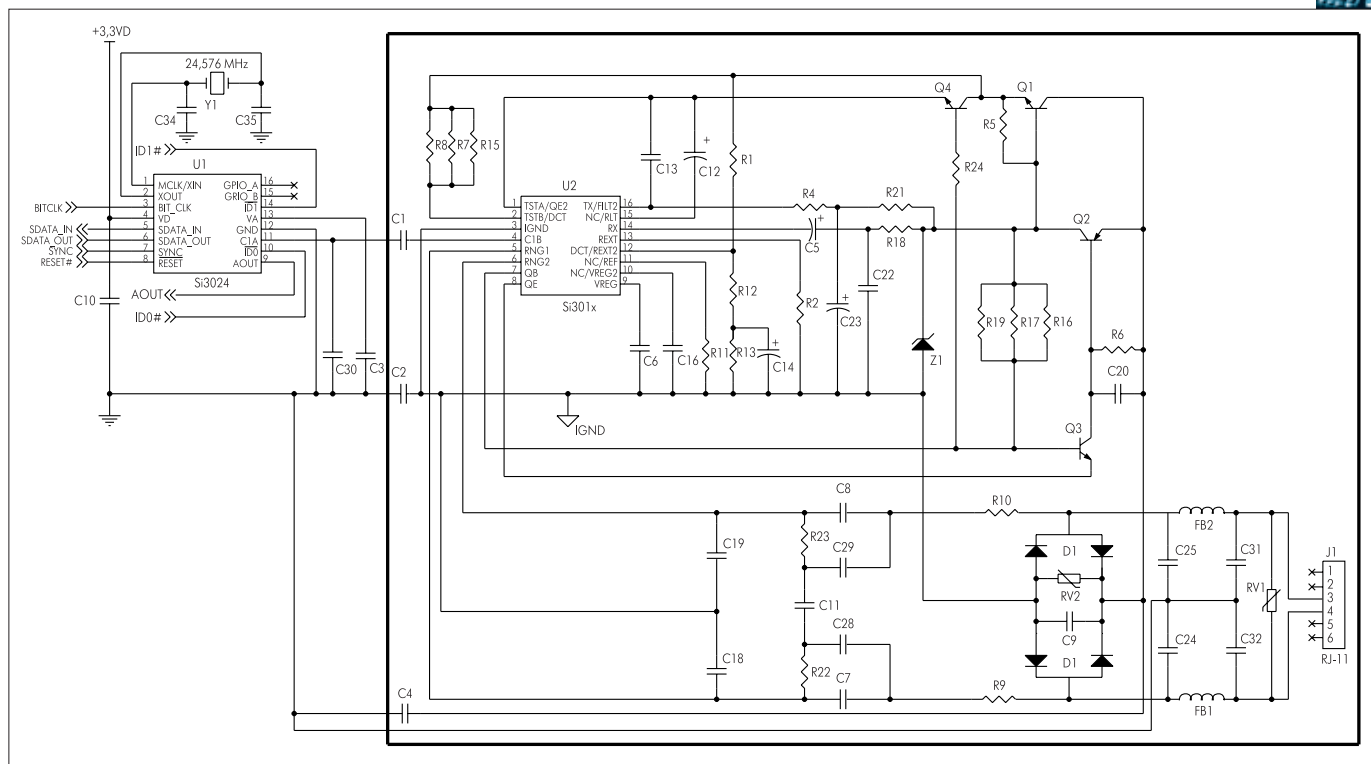 +3,3VD
24,576 MHz
Y1
C34
C35
ID1#
U1
1 MCLK/XIN GPIO_A 16
2 XOUT GRIO_B 15
3 BIT_CLK ID1 14
4 VD VA 13
5 SDATA_IN GND 12
6 SDATA_OUT C1A 11
7 SYNC ID0 10
8 RESET AOUT 9
Si3024
BITCLK
SDATA_IN
SDATA_OUT
SYNC
RESET#
C10
AOUT
ID0#
C30
C3
C1
C2
R8
R7
R15
U2
1 TSTA/QE2 TX/FILT2 16
2 TSTB/DCT NC/RLT 15
3 IGND RX 14
4 C1B REXT 13
5 RNG1 DCT/REXT2 12
6 RNG2 NC/REF 11
7 QB NC/VREG2 10
8 QE VREG 9
Si301x
C13
+
C12
R1
R4
R21
+
C5
R18
R12
R2
+
C23
C22
C6
C16
R11
R13
+
C14
Z1
IGND
Q4
Q1
R5
R24
Q2
R19
R17
R16
R6
C20
Q3
C8
R10
R23
C29
C19
C11
C28
C18
R22
C7
R9
C4
D1
RV2
C9
D1
FB2
C25
C31
C24
C32
FB1
RV1
J1
1
2
3
4
5
6
RJ-11